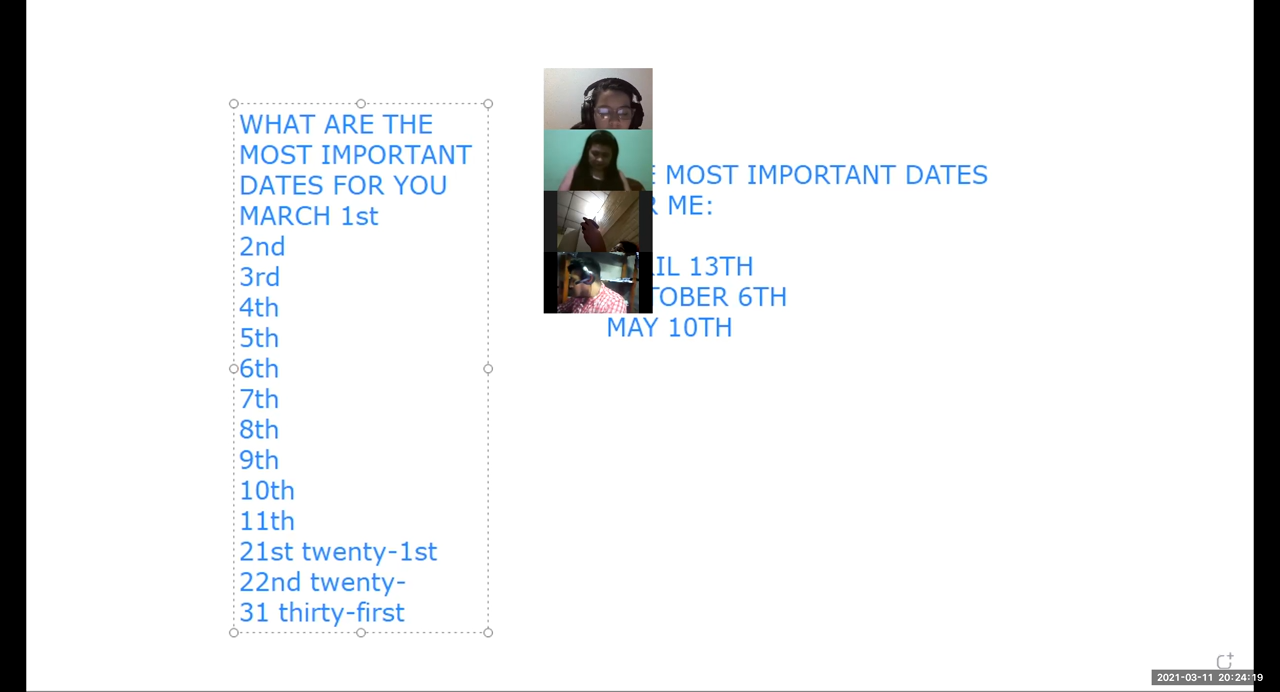 WHAT ARE THE
MOST IMPORTANT
DATES FOR YOU
MARCH 1st
2nd
3rd
4th
5th
6th
7th
8th
9th
10th
11th
21st twenty-1st
22nd twenty-
31 thirty-first
MOST IMPORTANT DATES
ME:
13TH
6TH
MAY 10TH
2021-03-11 20:24:19